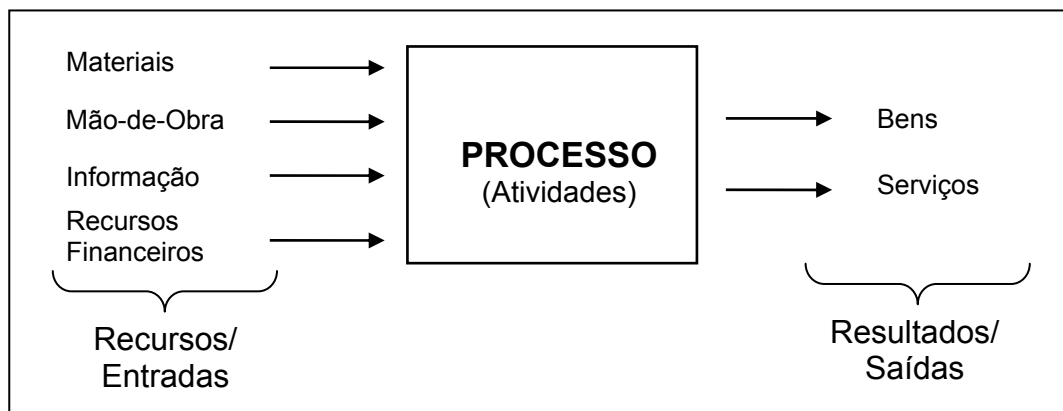 Materiais
Mão-de-Obra
Informação
Recursos
Financeiros
Recursos/
Entradas
PROCESSO
(Atividades)
Bens
Serviços
Resultados/
Saídas